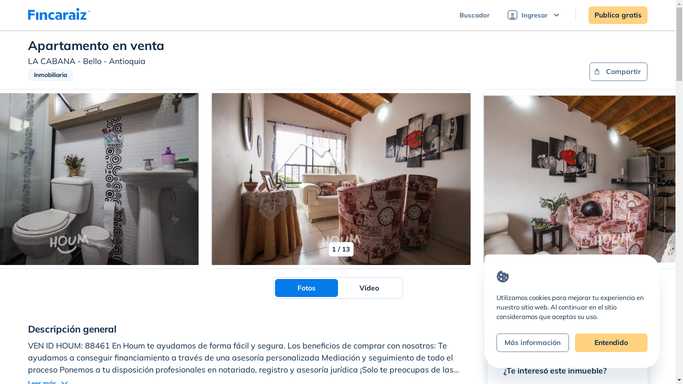 Fincaraiz
Buscador
Ingresar
Publica gratis
Apartamento en venta
LA CABANA - Bello - Antioquia
Inmobiliaria
Compartir
HOUM
HOUM
HOUM
1 / 13
Fotos
Video
Utilizamos cookies para mejorar tu experiencia en
nuestro sitio web. Al continuar en el sitio
consideramos que aceptas su uso.
Más información
Entendido
Descripción general
VEN ID HOUM: 88461 En Houm te ayudamos de forma fácil y segura. Los beneficios de comprar con nosotros: Te
ayudamos a conseguir financiamiento a través de una asesoría personalizada Mediación y seguimiento de todo el
proceso Ponemos a tu disposición profesionales en notariado, registro y asesoría jurídica ¡Solo te preocupas de las...
Leer más
¿Te interesó este inmueble?